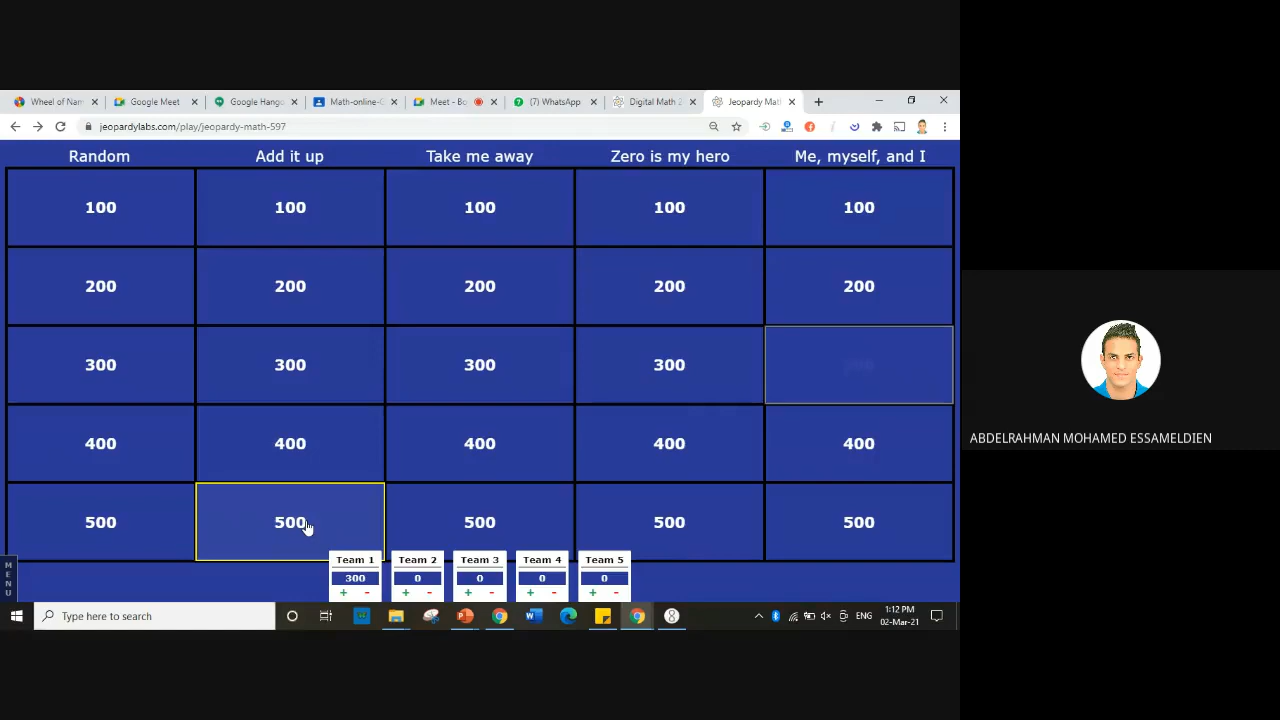 Wheel of Nam
Google Meet
Google Hango
Math-online-C
Meet - Bo
(7) WhatsApp
Digital Math 2
Jeopardy Mat
jeopardylabs.com/play/jeopardy-math-597
Random Add it up Take me away Zero is my hero Me, myself, and I
100 100 100 100 100
200 200 200 200 200
300 300 300 300
400 400 400 400 400
500 500 500 500 500
MENU
Team 1 Team 2 Team 3 Team 4 Team 5
300 0 0 0 0
+ - + - + - + - + -
Type here to search
ENG
1:12 PM
02-Mar-21
ABDELRAHMAN MOHAMED ESSAMELDIEN